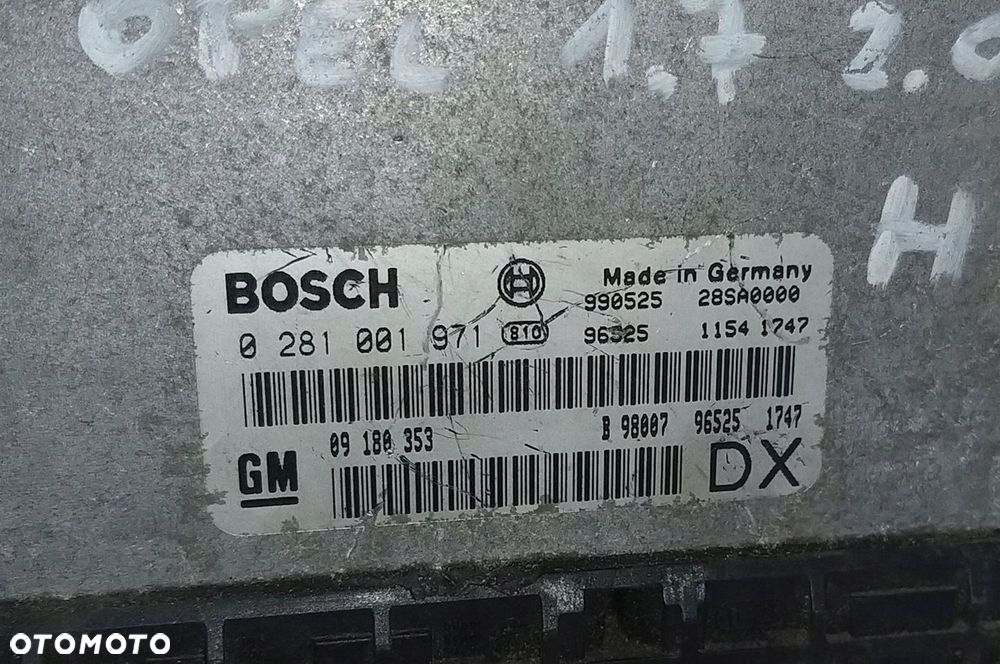 OPEL 1.7 2.0
H
BOSCH Made in Germany
990525 28SA0000
0 281 001 971 810 96525 1154 1747
09 180 353 B 98007 96525 1747
GM DX
OTOMOTO